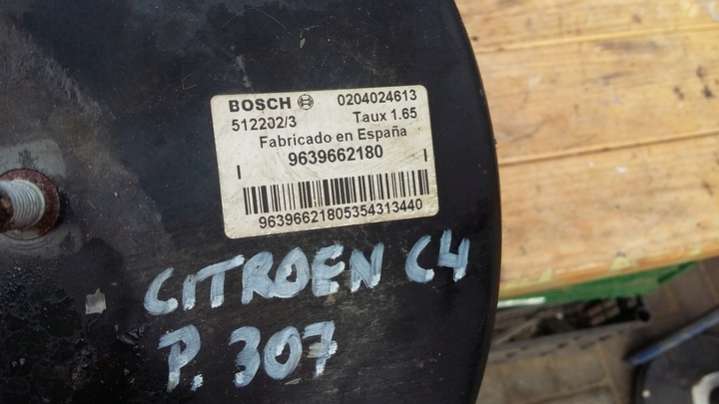 BOSCH 0204024613
512202/3 Taux 1.65
Fabricado en España
9639662180
96396621805354313440
CITROEN C4
P. 307